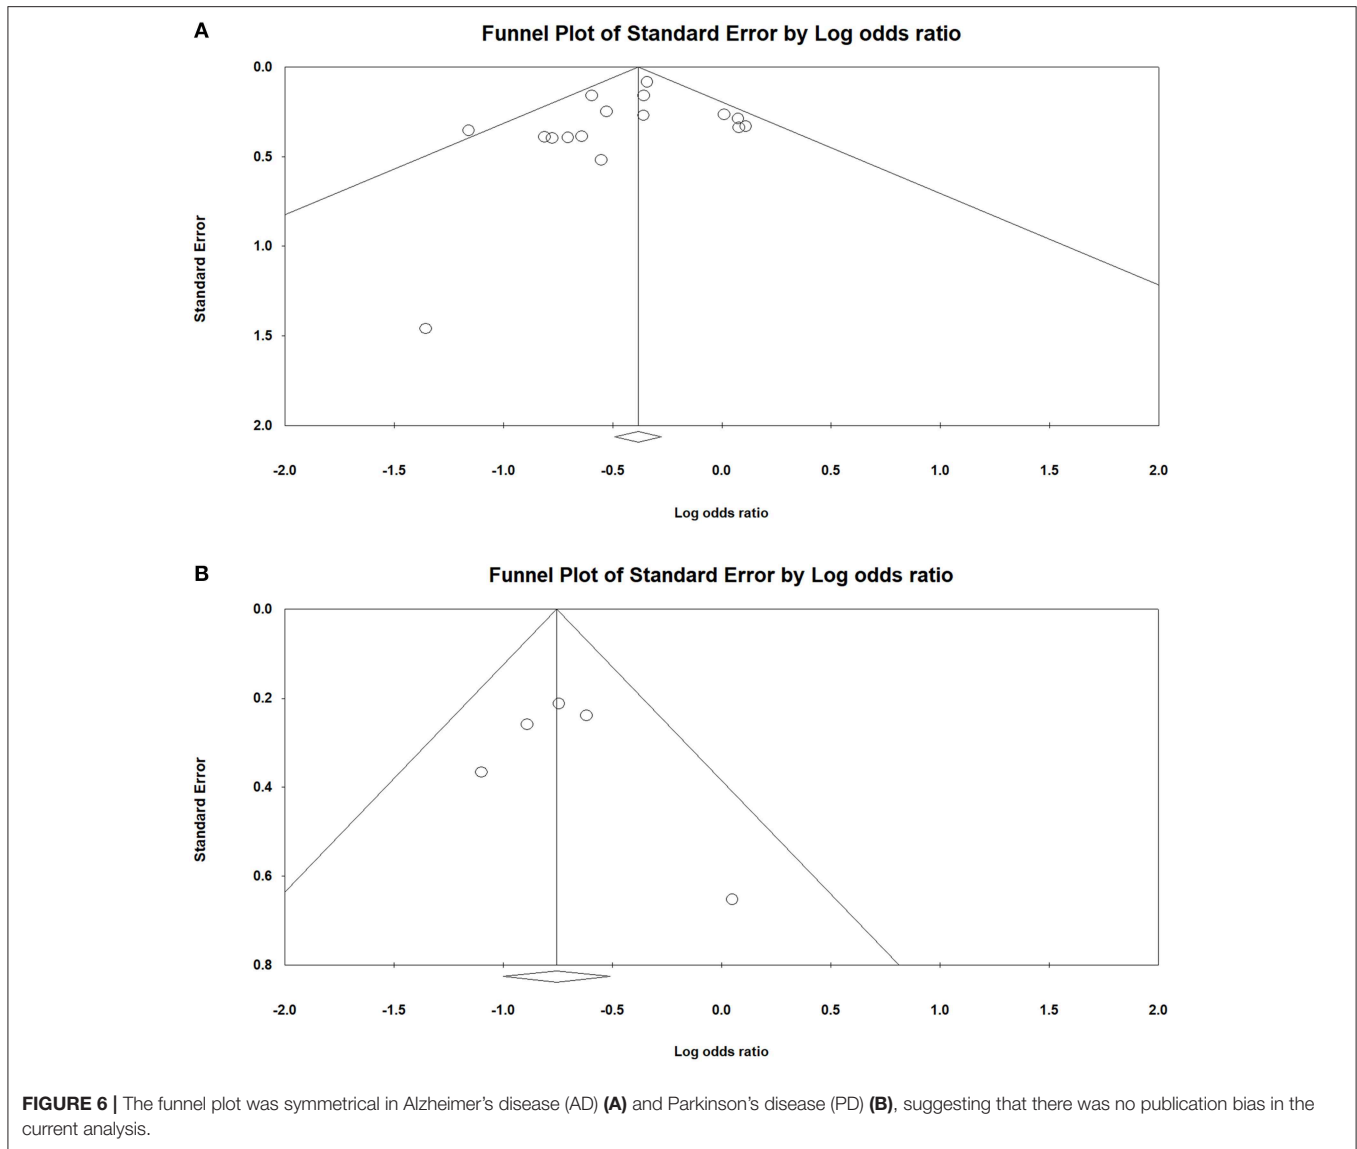 A
Funnel Plot of Standard Error by Log odds ratio
0.0
0.5
1.0
1.5
2.0
Standard Error
-2.0 -1.5 -1.0 -0.5 0.0 0.5 1.0 1.5 2.0
Log odds ratio
B
Funnel Plot of Standard Error by Log odds ratio
0.0
0.2
0.4
0.6
0.8
Standard Error
-2.0 -1.5 -1.0 -0.5 0.0 0.5 1.0 1.5 2.0
Log odds ratio
FIGURE 6 | The funnel plot was symmetrical in Alzheimer's disease (AD) (A) and Parkinson's disease (PD) (B), suggesting that there was no publication bias in the
current analysis.